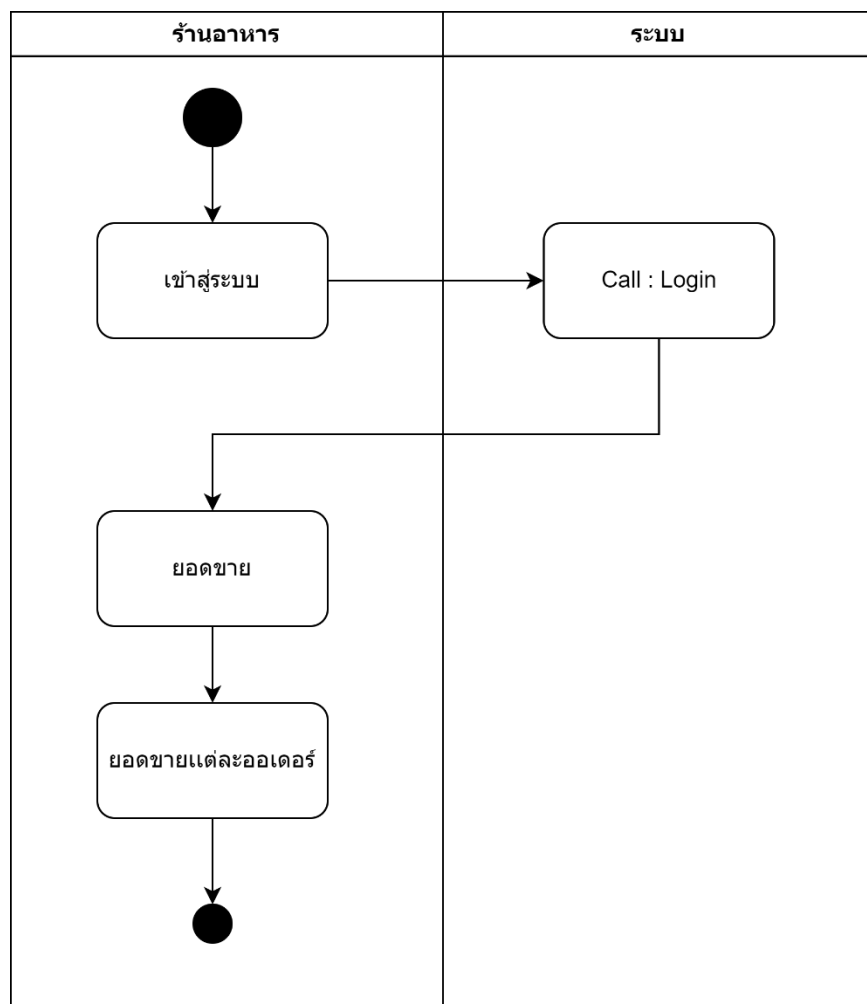 ร้านอาหาร
ระบบ
เข้าสู่ระบบ
Call : Login
ยอดขาย
ยอดขายแต่ละออเดอร์